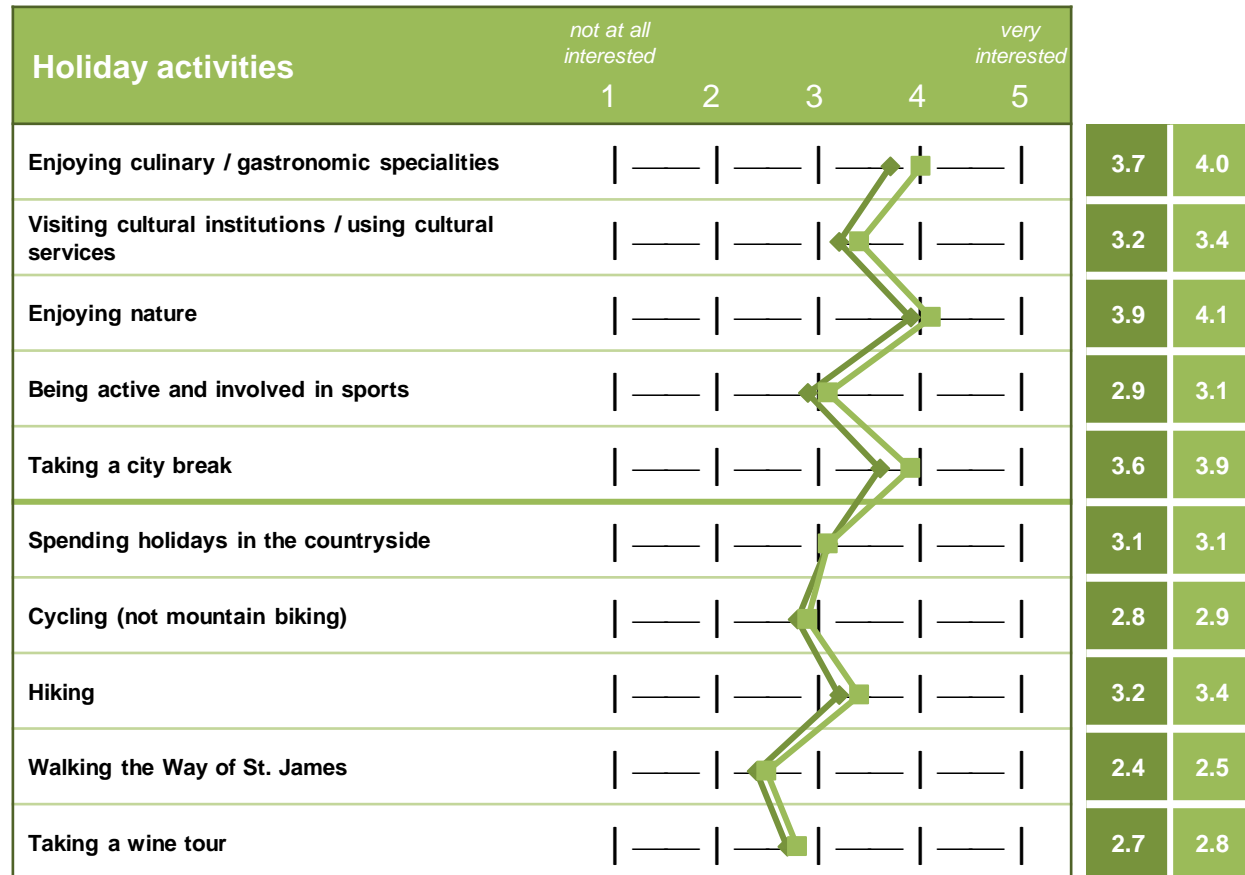 Holiday activities
not at all
interested
very
interested
1 2 3 4 5
Enjoying culinary / gastronomic specialities 3.7 4.0
Visiting cultural institutions / using cultural
services 3.2 3.4
Enjoying nature 3.9 4.1
Being active and involved in sports 2.9 3.1
Taking a city break 3.6 3.9
Spending holidays in the countryside 3.1 3.1
Cycling (not mountain biking) 2.8 2.9
Hiking 3.2 3.4
Walking the Way of St. James 2.4 2.5
Taking a wine tour 2.7 2.8